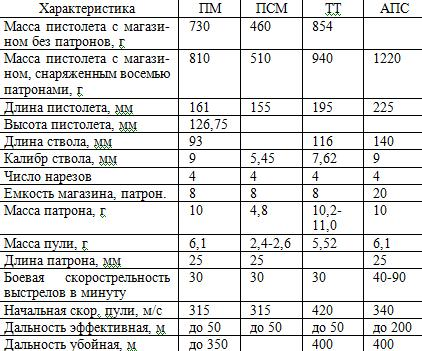 Характеристика ПМ ПСМ ТТ АПС
Масса пистолета с магази-
ном без патронов, г 730 460 854
Масса пистолета с магази-
ном, снаряженным восемью
патронами, г 810 510 940 1220
Длина пистолета, мм 161 155 195 225
Высота пистолета, мм 126,75
Длина ствола, мм 93 116 140
Калибр ствола, мм 9 5,45 7,62 9
Число нарезов 4 4 4 4
Емкость магазина, патрон. 8 8 8 20
Масса патрона, г 10 4,8 10,2-
11,0 10
Масса пули, г 6,1 2,4-2,6 5,52 6,1
Длина патрона, мм 25 25 25
Боевая скорострельность
выстрелов в минуту 30 30 30 40-90
Начальная скор. пули, м/с 315 315 420 340
Дальность эффективная, м до 50 до 50 до 50 до 200
Дальность убойная, м до 350 400 400